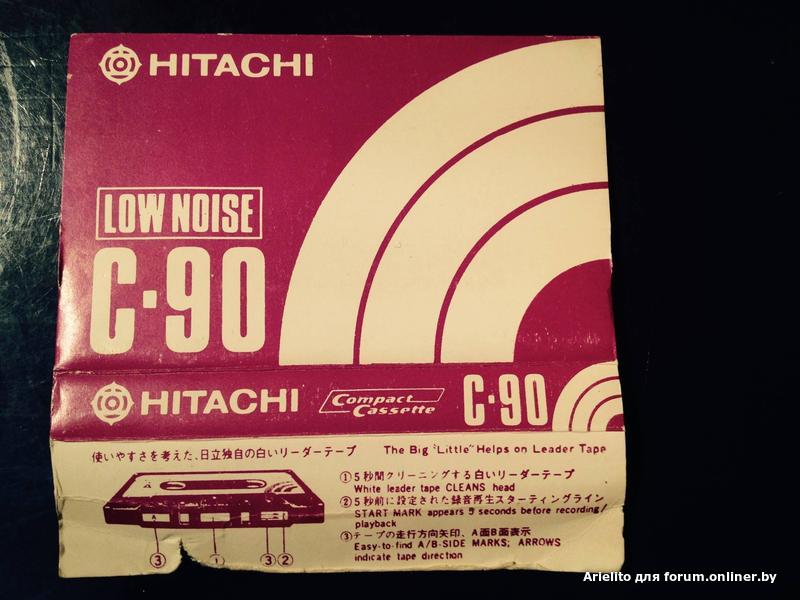 HITACHI
LOW NOISE
C·90
HITACHI
Compact
Cassette
C·90
使いやすさを考えた、日立独自の白いリーダーテープ
The Big "Little" Helps on Leader Tape
①5秒間クリーニングする白いリーダーテープ
White leader tape CLEANS head
②5秒前に設定された録音再生スターティングライン
START MARK appears 5 seconds before recording/
playback
③テープの走行方向矢印、A面B面表示
Easy-to-find A/B-SIDE MARKS; ARROWS
indicate tape direction
A
③ ① ③②
Arielito для forum.onliner.by